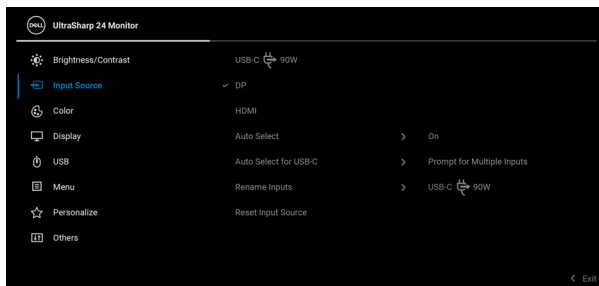 DELL UltraSharp 24 Monitor
Brightness/Contrast USB-C 90W
Input Source DP
Color HDMI
Display Auto Select On
USB Auto Select for USB-C Prompt for Multiple Inputs
Menu Rename Inputs USB-C 90W
Personalize Reset Input Source
Others
Exit